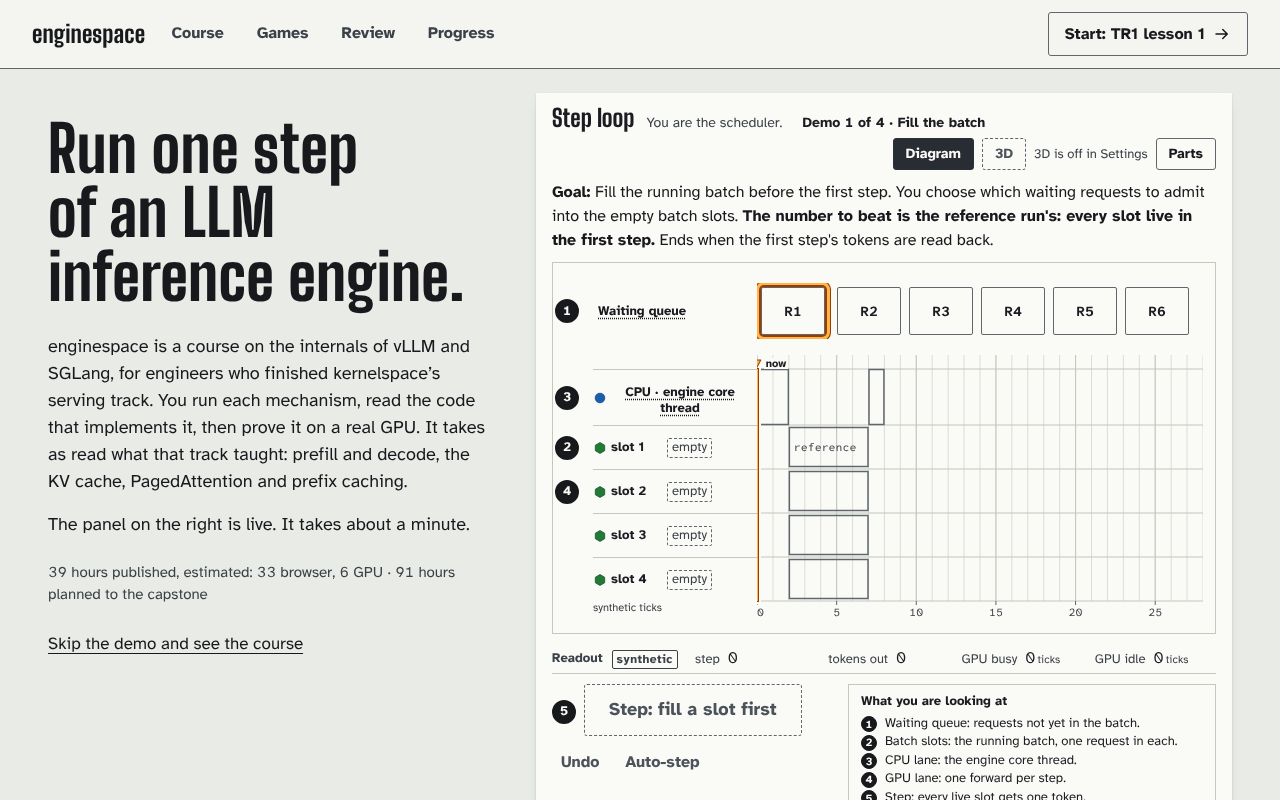 enginespace Course Games Review Progress Start: TR1 lesson 1 →
Run one step
of an LLM
inference engine.
enginespace is a course on the internals of vLLM and
SGLang, for engineers who finished kernelspace’s
serving track. You run each mechanism, read the code
that implements it, then prove it on a real GPU. It takes
as read what that track taught: prefill and decode, the
KV cache, PagedAttention and prefix caching.
The panel on the right is live. It takes about a minute.
39 hours published, estimated: 33 browser, 6 GPU · 91 hours
planned to the capstone
Skip the demo and see the course
Step loop You are the scheduler. Demo 1 of 4 · Fill the batch
Diagram 3D 3D is off in Settings Parts
Goal: Fill the running batch before the first step. You choose which waiting requests to admit
into the empty batch slots. The number to beat is the reference run's: every slot live in
the first step. Ends when the first step's tokens are read back.
1 Waiting queue R1 R2 R3 R4 R5 R6
now
3 CPU · engine core
thread
2 slot 1 empty reference
4 slot 2 empty
slot 3 empty
slot 4 empty
synthetic ticks 0 5 10 15 20 25
Readout synthetic step 0 tokens out 0 GPU busy 0 ticks GPU idle 0 ticks
5 Step: fill a slot first
Undo Auto-step
What you are looking at
1 Waiting queue: requests not yet in the batch.
2 Batch slots: the running batch, one request in each.
3 CPU lane: the engine core thread.
4 GPU lane: one forward per step.
5 Step: every live slot gets one token.